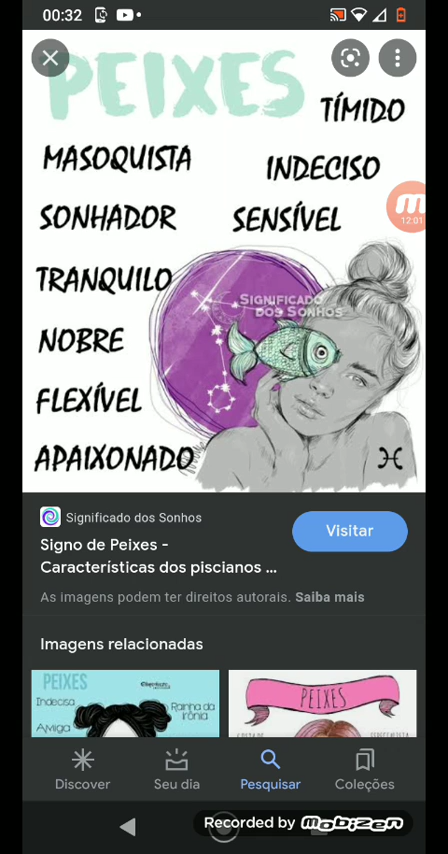 00:32
PEIXES
TÍMIDO
MASOQUISTA
INDECISO
12:01
SONHADOR
SENSÍVEL
TRANQUILO
SIGNIFICADO
DOS SONHOS
NOBRE
FLEXÍVEL
APAIXONADO
Significado dos Sonhos
Visitar
Signo de Peixes -
Características dos piscianos ...
As imagens podem ter direitos autorais. Saiba mais
Imagens relacionadas
PEIXES
Indecisa
Rainha da
Ironia
Amiga
PEIXES
Discover
Seu dia
Pesquisar
Coleções
Recorded by mobizen